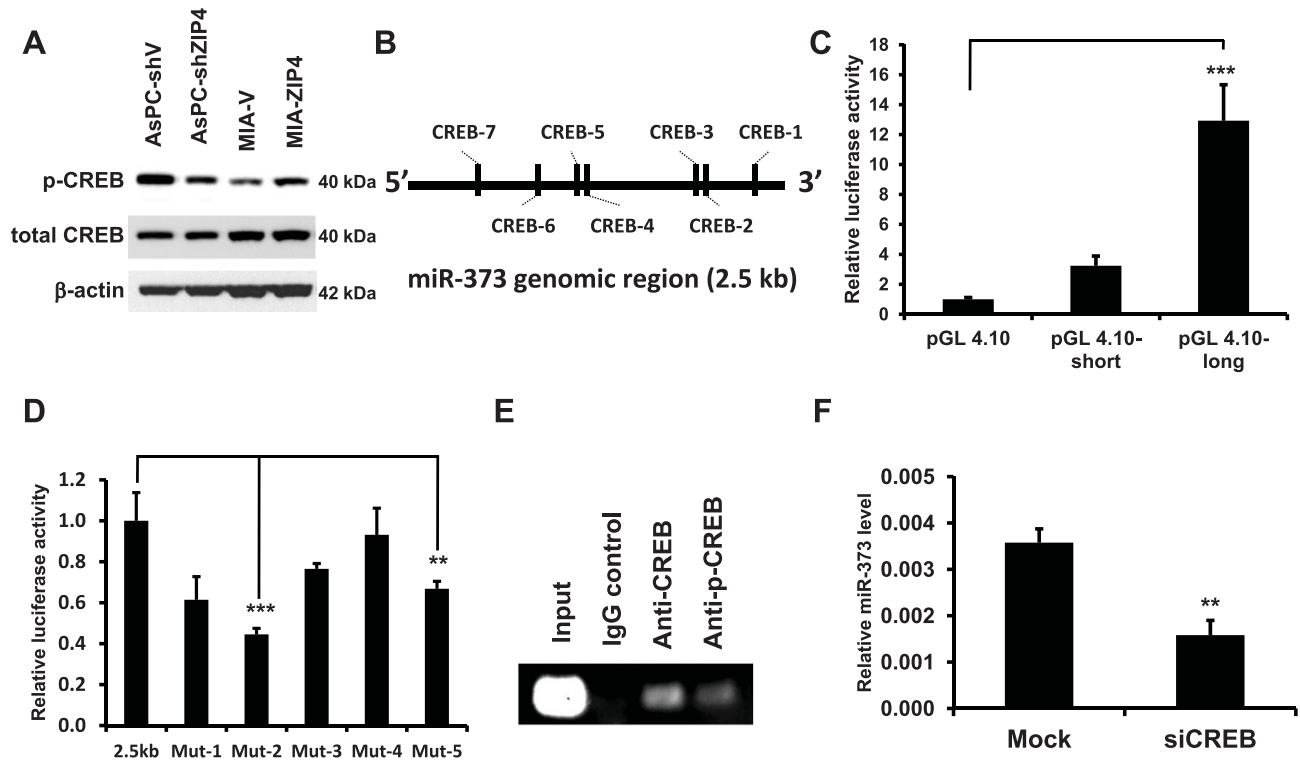 A
AsPC-shV
AsPC-shZIP4
MIA-V
MIA-ZIP4
p-CREB
40 kDa
total CREB
40 kDa
β-actin
42 kDa
B
CREB-7
CREB-5
CREB-3
CREB-1
5’
3’
CREB-6
CREB-4
CREB-2
miR-373 genomic region (2.5 kb)
C
Relative luciferase activity
18
16
14
12
10
8
6
4
2
0
***
pGL 4.10
pGL 4.10-
short
pGL 4.10-
long
D
Relative luciferase activity
1.2
1.0
0.8
0.6
0.4
0.2
0.0
***
**
2.5kb
Mut-1
Mut-2
Mut-3
Mut-4
Mut-5
E
Input
IgG control
Anti-CREB
Anti-p-CREB
F
Relative miR-373 level
0.005
0.004
0.003
0.002
0.001
0.000
**
Mock
siCREB